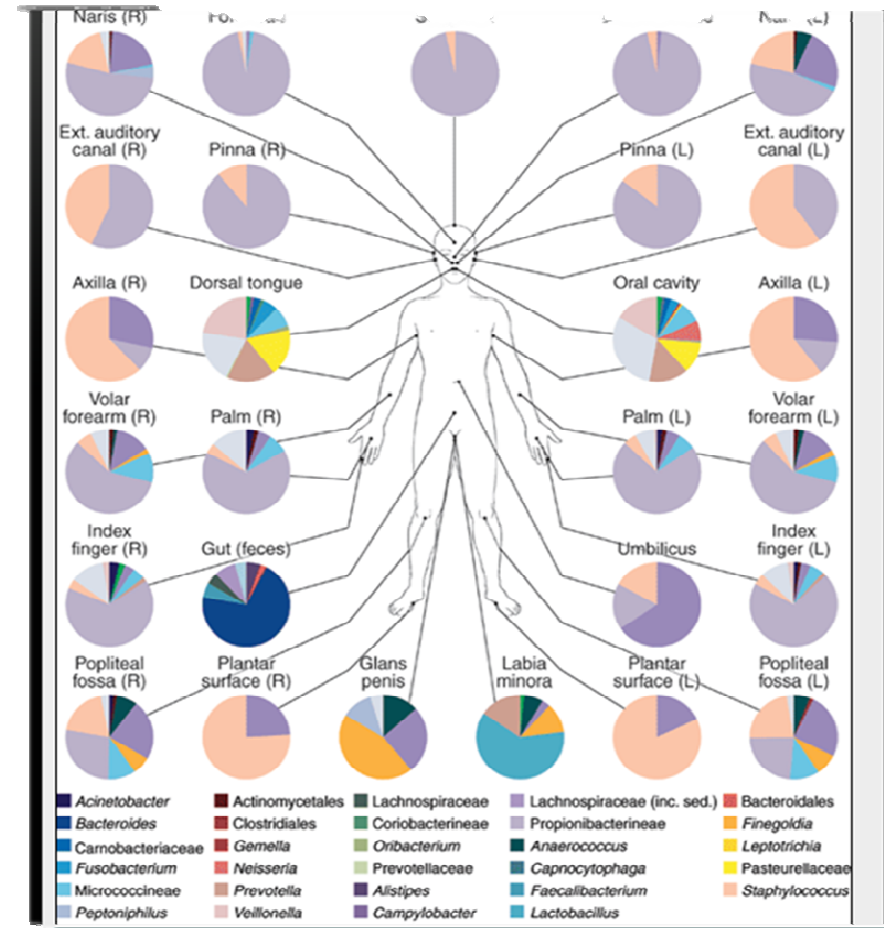 Naris (R)
Ext. auditory
canal (R)
Pinna (R)
Pinna (L)
Ext. auditory
canal (L)
Axilla (R)
Dorsal tongue
Oral cavity
Axilla (L)
Volar
forearm (R)
Palm (R)
Palm (L)
Volar
forearm (L)
Index
finger (R)
Gut (feces)
Umbilicus
Index
finger (L)
Popliteal
fossa (R)
Plantar
surface (R)
Glans
penis
Labia
minora
Plantar
surface (L)
Popliteal
fossa (L)
Acinetobacter
Actinomycetales
Lachnospiraceae
Lachnospiraceae (inc. sed.)
Bacteroidales
Bacteroides
Clostridiales
Coriobacterineae
Propionibacterineae
Finegoldia
Carnobacteriaceae
Gemella
Oribacterium
Anaerococcus
Leptotrichia
Fusobacterium
Neisseria
Prevotellaceae
Capnocytophaga
Pasteurellaceae
Micrococcineae
Prevotella
Alistipes
Faecalibacterium
Staphylococcus
Peptoniphilus
Veillonella
Campylobacter
Lactobacillus